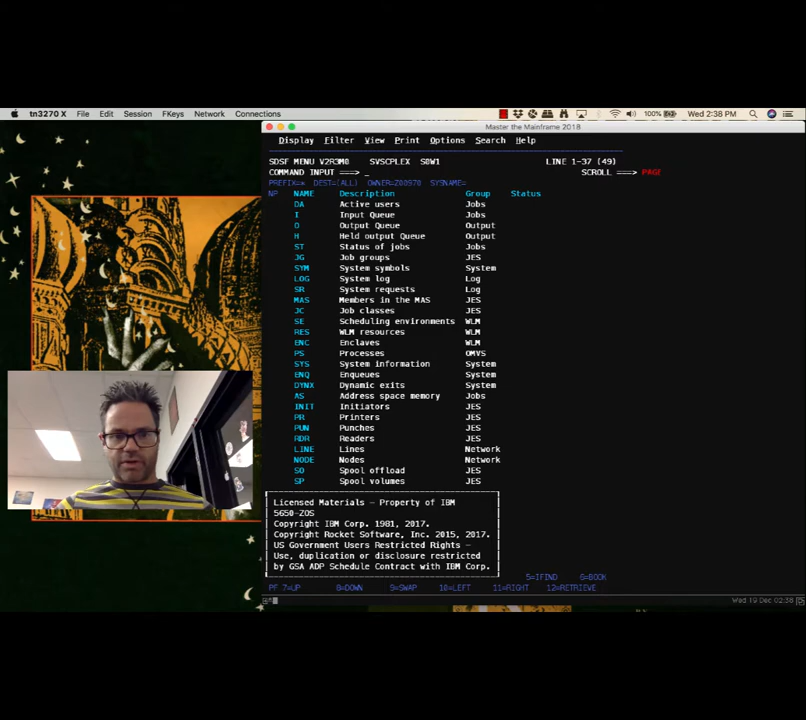 tn3270 X File Edit Session FKeys Network Connections 100% Wed 2:38 PM
Master the Mainframe 2018
Display Filter View Print Options Search Help
SDSF MENU V2R3M0 SVSCPLEX S0W1 LINE 1-37 (49)
COMMAND INPUT ===> _ SCROLL ===> PAGE
PREFIX=* DEST=(ALL) OWNER=Z00970 SYSNAME=
NP NAME Description Group Status
DA Active users Jobs
I Input Queue Jobs
O Output Queue Output
H Held output Queue Output
ST Status of jobs Jobs
JG Job groups JES
SYM System symbols System
LOG System log Log
SR System requests Log
MAS Members in the MAS JES
JC Job classes JES
SE Scheduling environments WLM
RES WLM resources WLM
ENC Enclaves WLM
PS Processes OMVS
SYS System information System
ENQ Enqueues System
DYNX Dynamic exits System
AS Address space memory Jobs
INIT Initiators JES
PR Printers JES
PUN Punches JES
RDR Readers JES
LINE Lines Network
NODE Nodes Network
SO Spool offload JES
SP Spool volumes JES
Licensed Materials - Property of IBM
5650-ZOS
Copyright IBM Corp. 1981, 2017.
Copyright Rocket Software, Inc. 2015, 2017.
US Government Users Restricted Rights -
Use, duplication or disclosure restricted
by GSA ADP Schedule Contract with IBM Corp.
5=IFIND 6=BOOK
PF 7=UP 8=DOWN 9=SWAP 10=LEFT 11=RIGHT 12=RETRIEVE
Wed 19 Dec 02:38